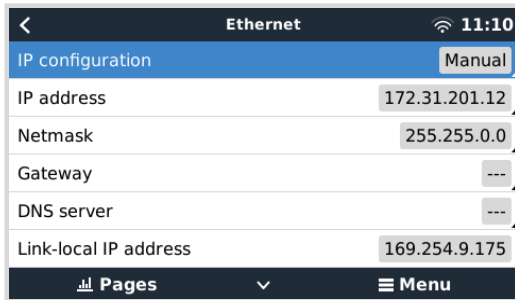 Ethernet 11:10
IP configuration Manual
IP address 172.31.201.12
Netmask 255.255.0.0
Gateway ---
DNS server ---
Link-local IP address 169.254.9.175
Pages Menu